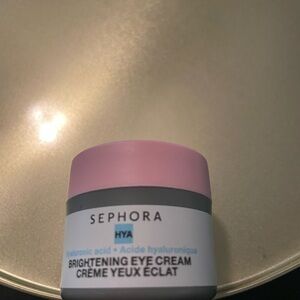 SEPHORA
HYA
Hyaluronic acid • Acide hyaluronique
BRIGHTENING EYE CREAM
CRÈME YEUX ÉCLAT